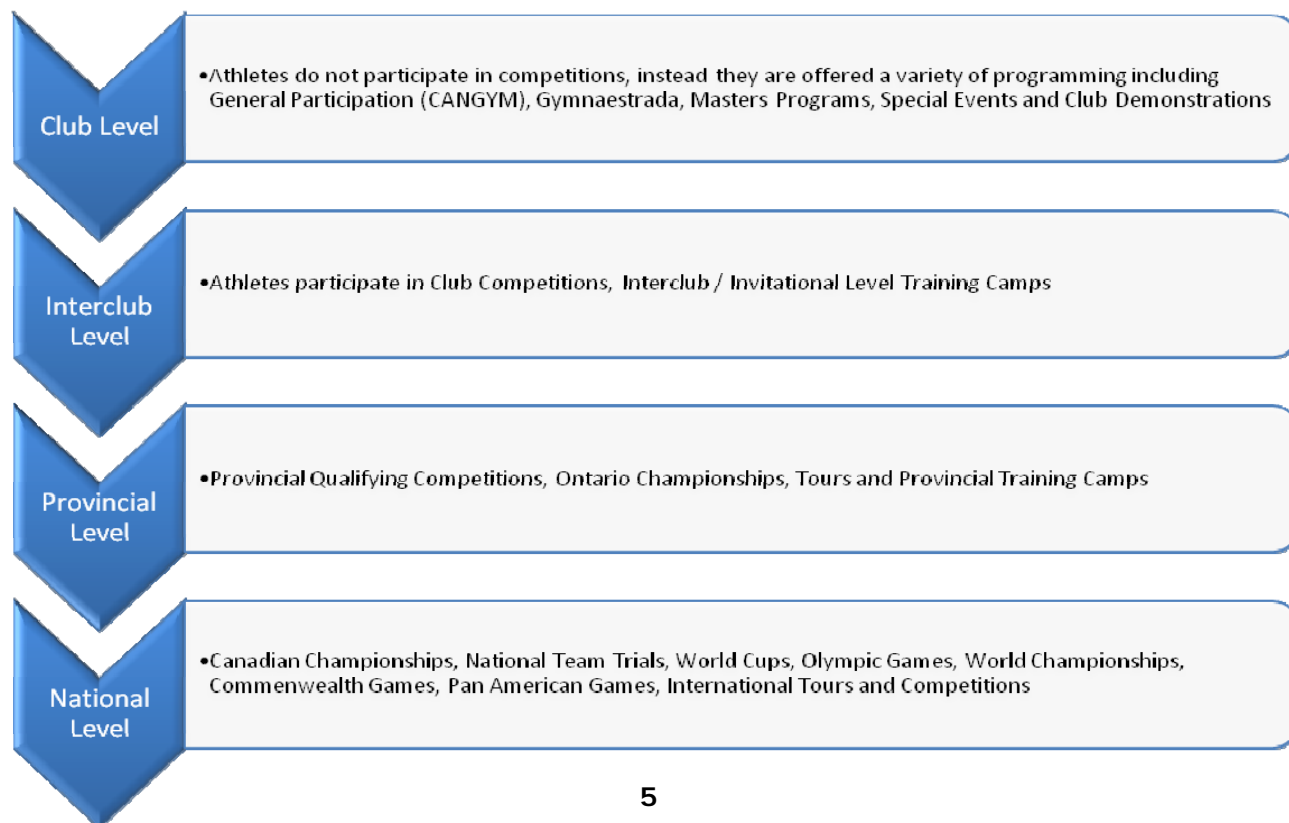 Club Level
•Athletes do not participate in competitions, instead they are offered a variety of programming including
General Participation (CANGYM), Gymnaestrada, Masters Programs, Special Events and Club Demonstrations
Interclub
Level
•Athletes participate in Club Competitions, Interclub / Invitational Level Training Camps
Provincial
Level
•Provincial Qualifying Competitions, Ontario Championships, Tours and Provincial Training Camps
National
Level
•Canadian Championships, National Team Trials, World Cups, Olympic Games, World Championships,
Commonwealth Games, Pan American Games, International Tours and Competitions
5